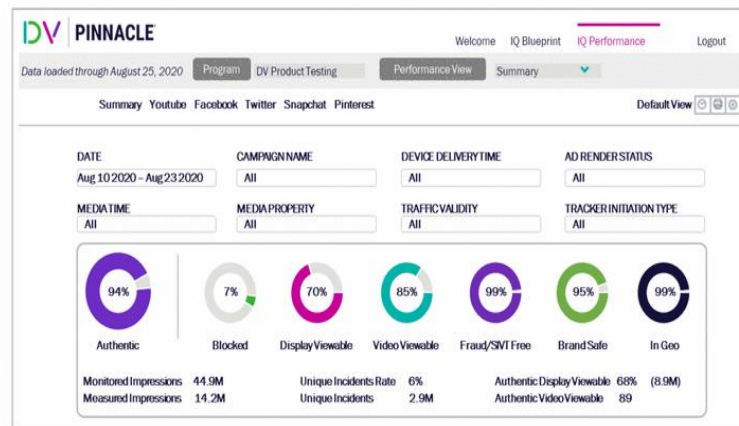 DV PINNACLE
Welcome IQ Blueprint IQ Performance Logout
Data loaded through August 25, 2020 Program DV Product Testing Performance View Summary
Summary Youtube Facebook Twitter Snapchat Pinterest Default View
DATE CAMPAIGN NAME DEVICE DELIVERY TIME AD RENDER STATUS
Aug 10 2020 – Aug 23 2020 All All All
MEDIA TIME MEDIA PROPERTY TRAFFIC VALIDITY TRACKER INITIATION TYPE
All All All All
94% 7% 70% 85% 99% 95% 99%
Authentic Blocked Display Viewable Video Viewable Fraud/SIVT Free Brand Safe In Geo
Monitored Impressions 44.9M Unique Incidents Rate 6% Authentic Display Viewable 68% (8.9M)
Measured Impressions 14.2M Unique Incidents 2.9M Authentic Video Viewable 89